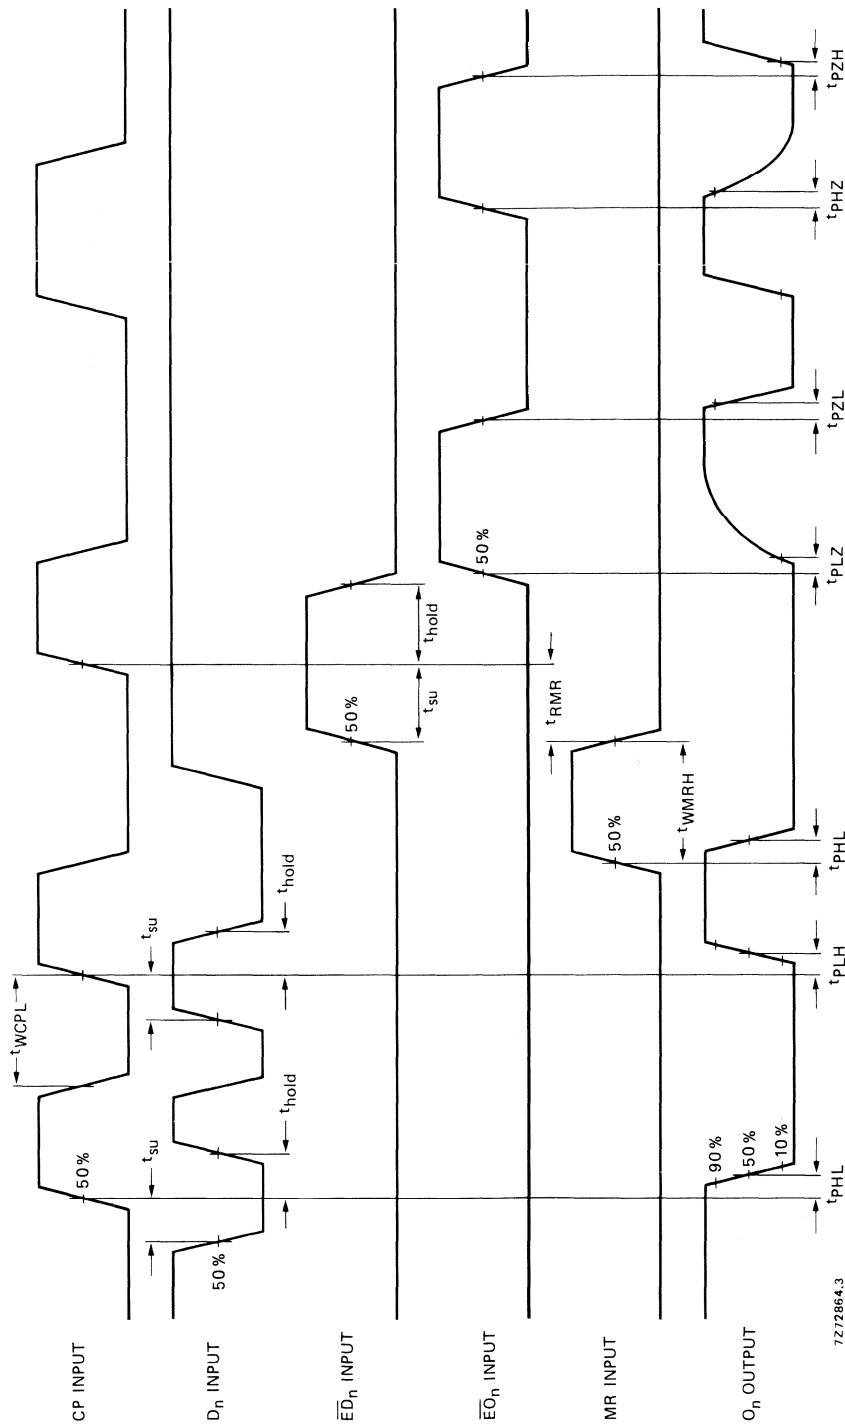 CP INPUT
50%
tWCPL
Dn INPUT
50%
tsu
thold
tsu
thold
EDn INPUT
50%
tsu
thold
EOn INPUT
50%
tRMR
MR INPUT
50%
tWMRH
On OUTPUT
90%
50%
10%
tPHL
tPLH
tPHL
tPLZ
tPZL
tPHZ
tPZH
7Z72864.3